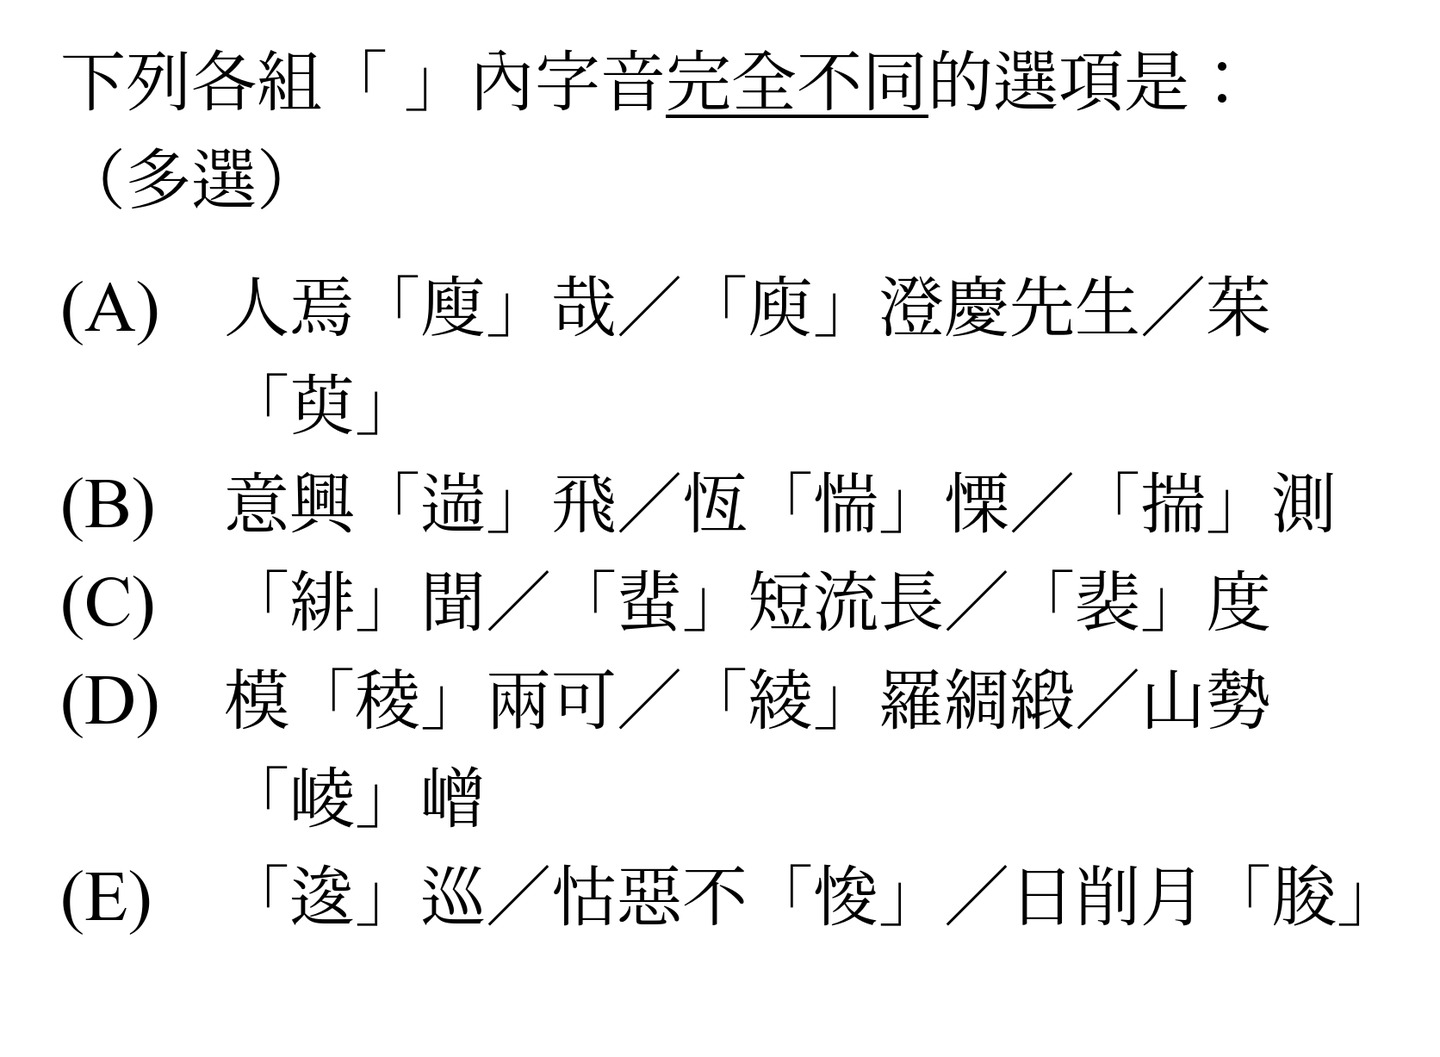 下列各組「 」內字音完全不同的選項是：
（多選）
(A) 人焉「廋」哉／「庾」澄慶先生／茱
「萸」
(B) 意興「遄」飛／恆「惴」慄／「揣」測
(C) 「緋」聞／「蜚」短流長／「裴」度
(D) 模「稜」兩可／「綾」羅綢緞／山勢
「崚」嶒
(E) 「逡」巡／怙惡不「悛」／日削月「朘」